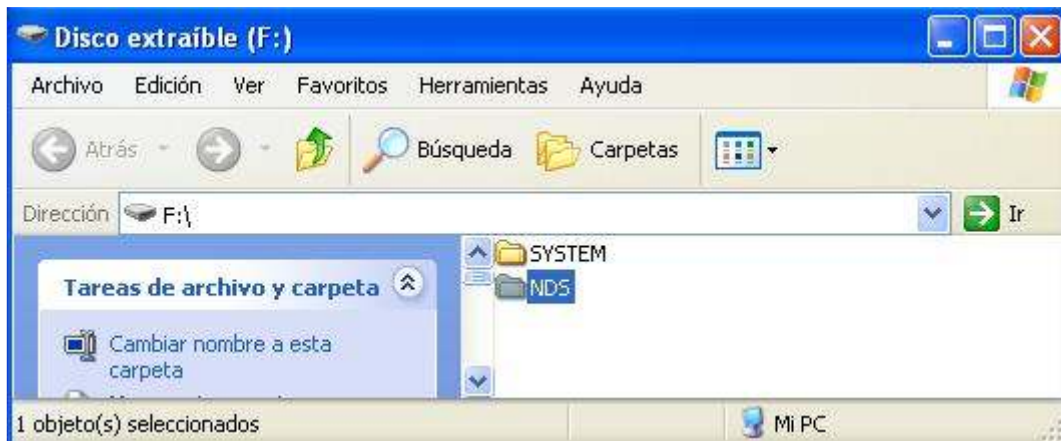 Disco extraíble (F:)
Archivo Edición Ver Favoritos Herramientas Ayuda
Atrás Búsqueda Carpetas
Dirección F:\ Ir
SYSTEM
NDS
Tareas de archivo y carpeta
Cambiar nombre a esta
carpeta
1 objeto(s) seleccionados Mi PC